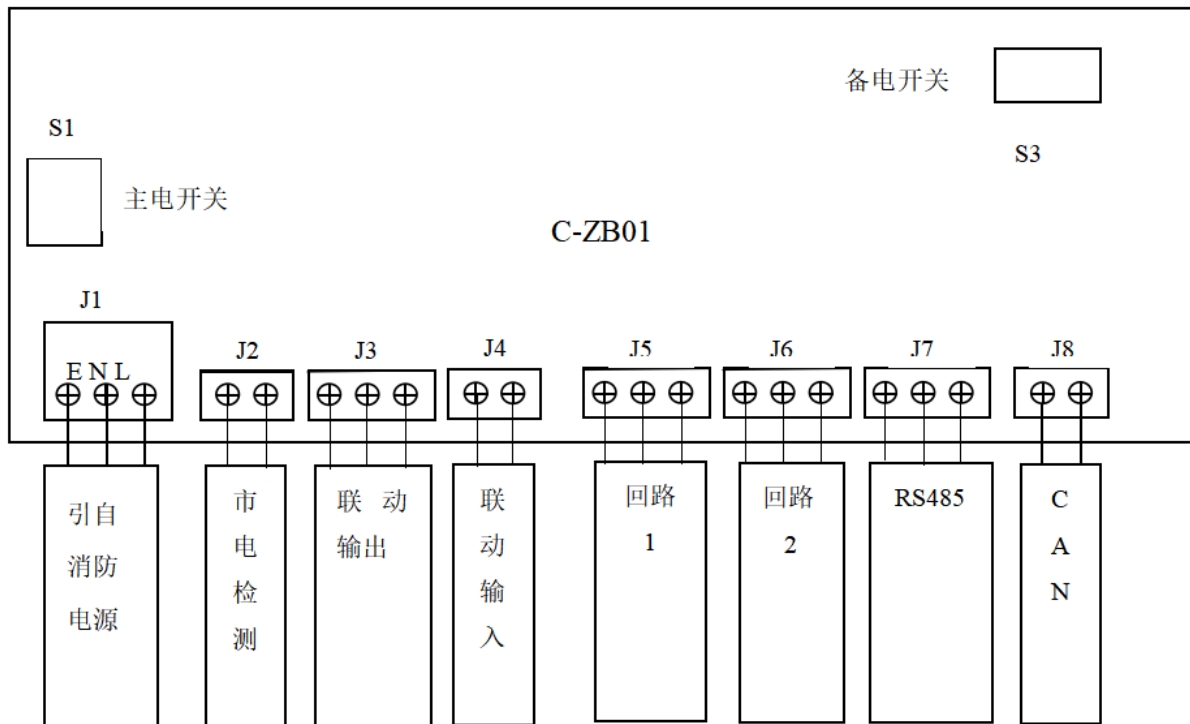 备电开关
S1
S3
主电开关
C-ZB01
J1
J2
J3
J4
J5
J6
J7
J8
E N L
引自
消防
电源
市
电
检
测
联 动
输出
联
动
输
入
回路
1
回路
2
RS485
C
A
N